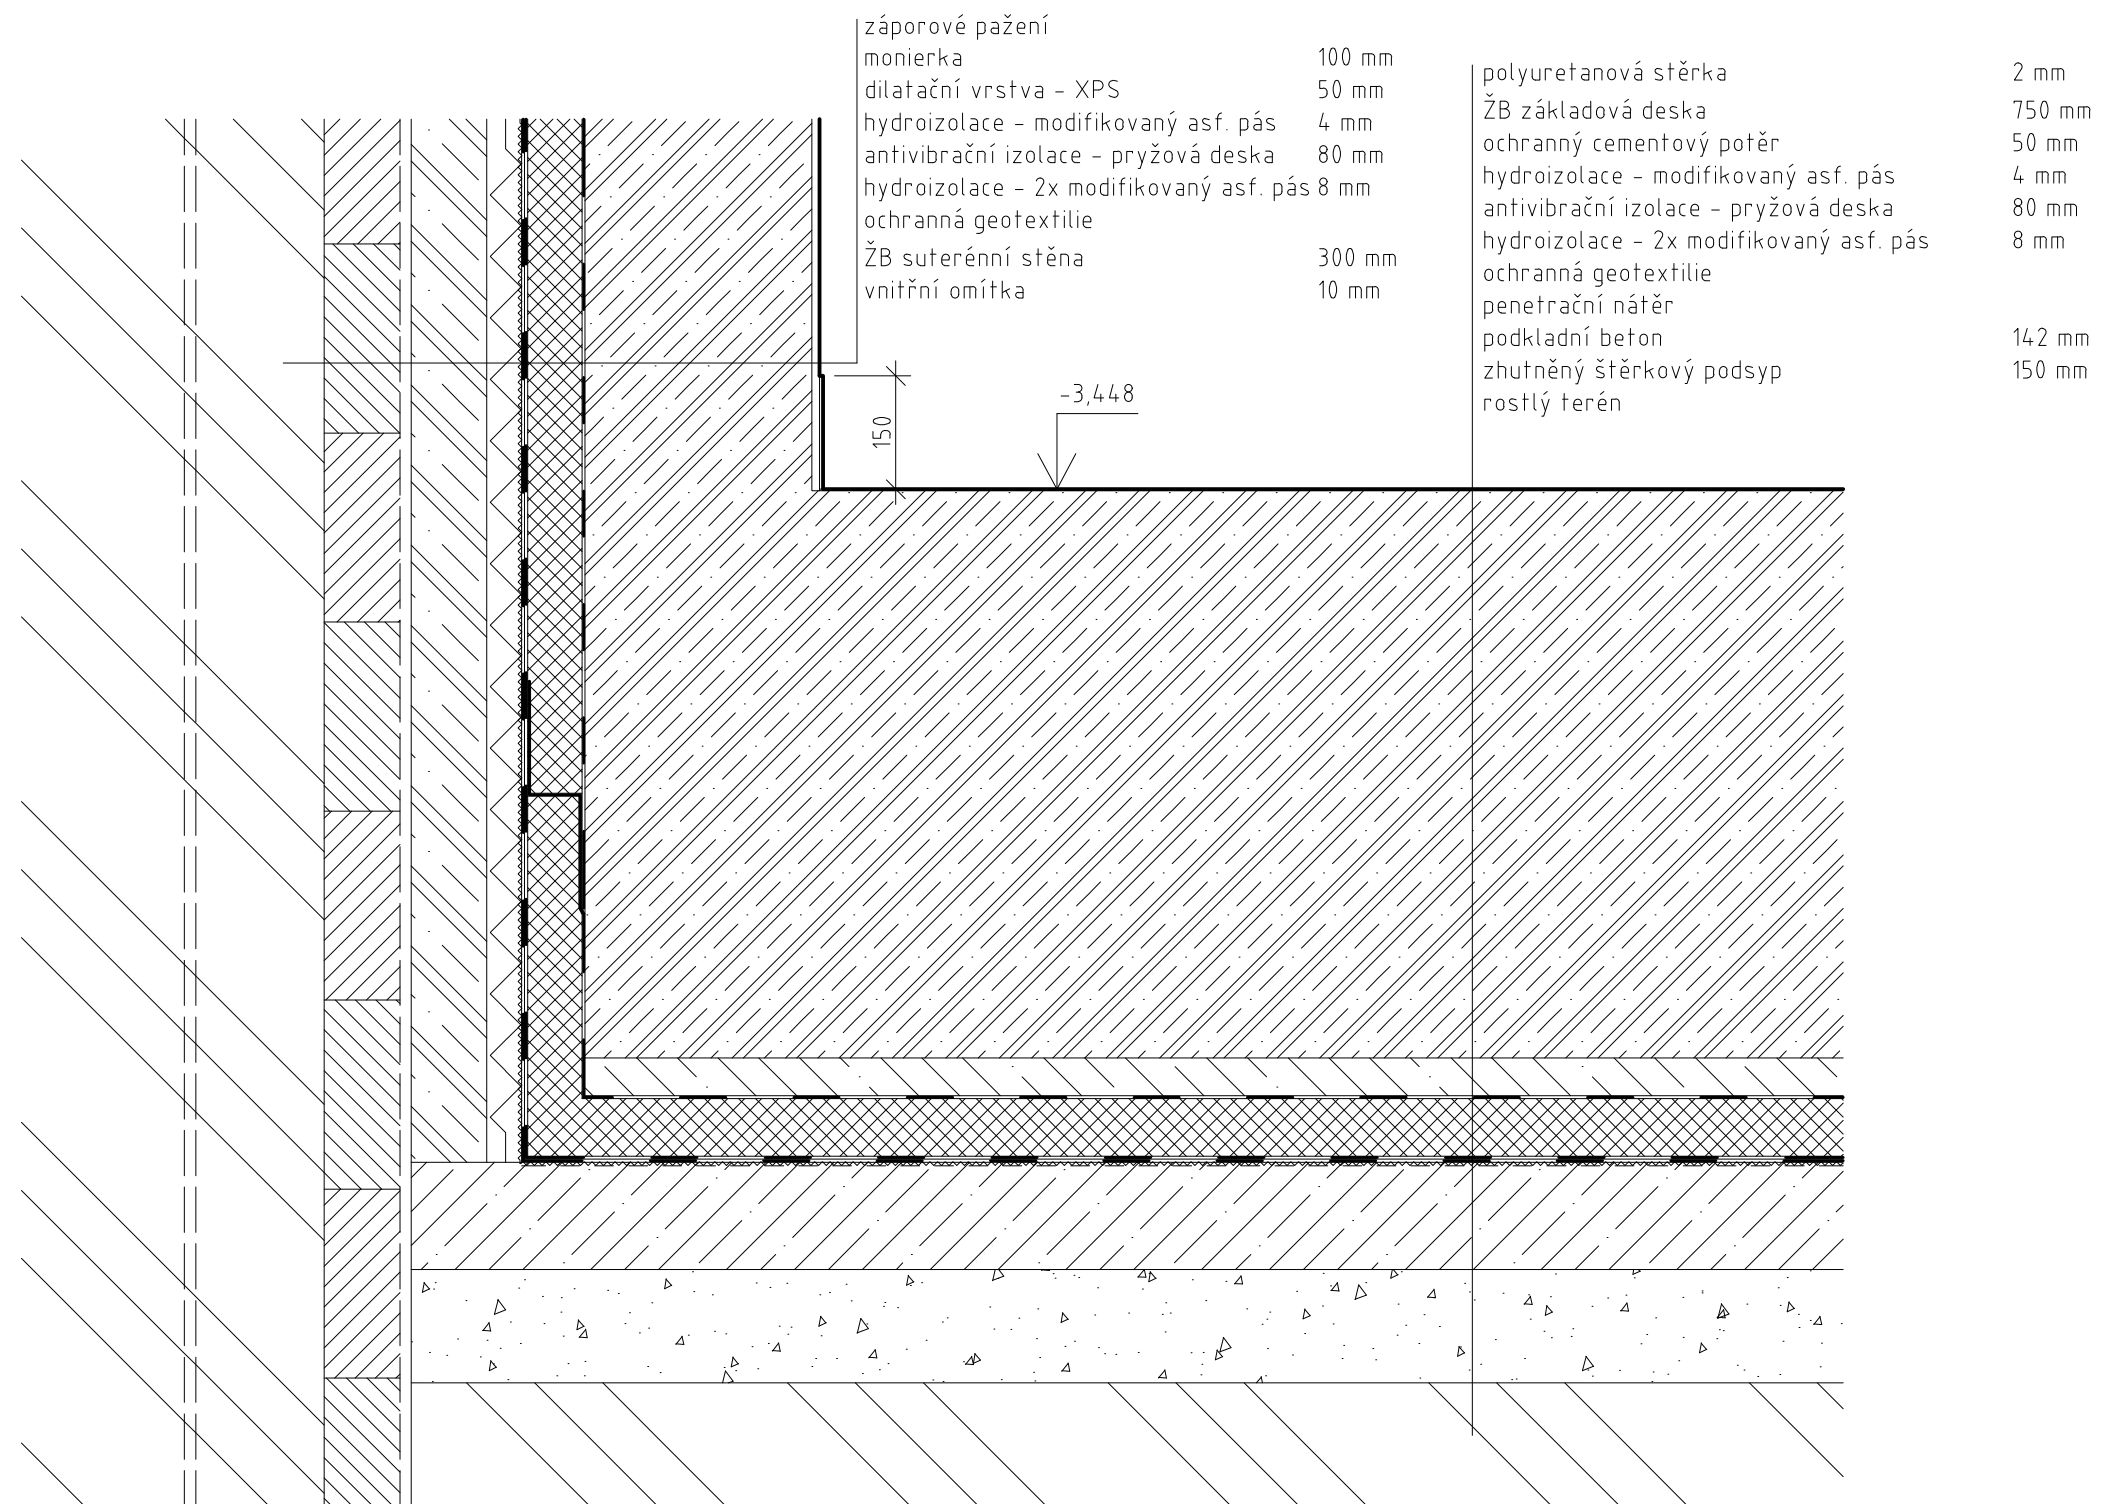 záporové pažení
monierka 100 mm
dilatační vrstva - XPS 50 mm
hydroizolace - modifikovaný asf. pás 4 mm
antivibrační izolace - pryžová deska 80 mm
hydroizolace - 2x modifikovaný asf. pás 8 mm
ochranná geotextilie
ŽB suterénní stěna 300 mm
vnitřní omítka 10 mm
polyuretanová stěrka 2 mm
ŽB základová deska 750 mm
ochranný cementový potěr 50 mm
hydroizolace - modifikovaný asf. pás 4 mm
antivibrační izolace - pryžová deska 80 mm
hydroizolace - 2x modifikovaný asf. pás 8 mm
ochranná geotextilie
penetrační nátěr
podkladní beton 142 mm
zhutněný štěrkový podsyp 150 mm
rostlý terén
-3,448
150